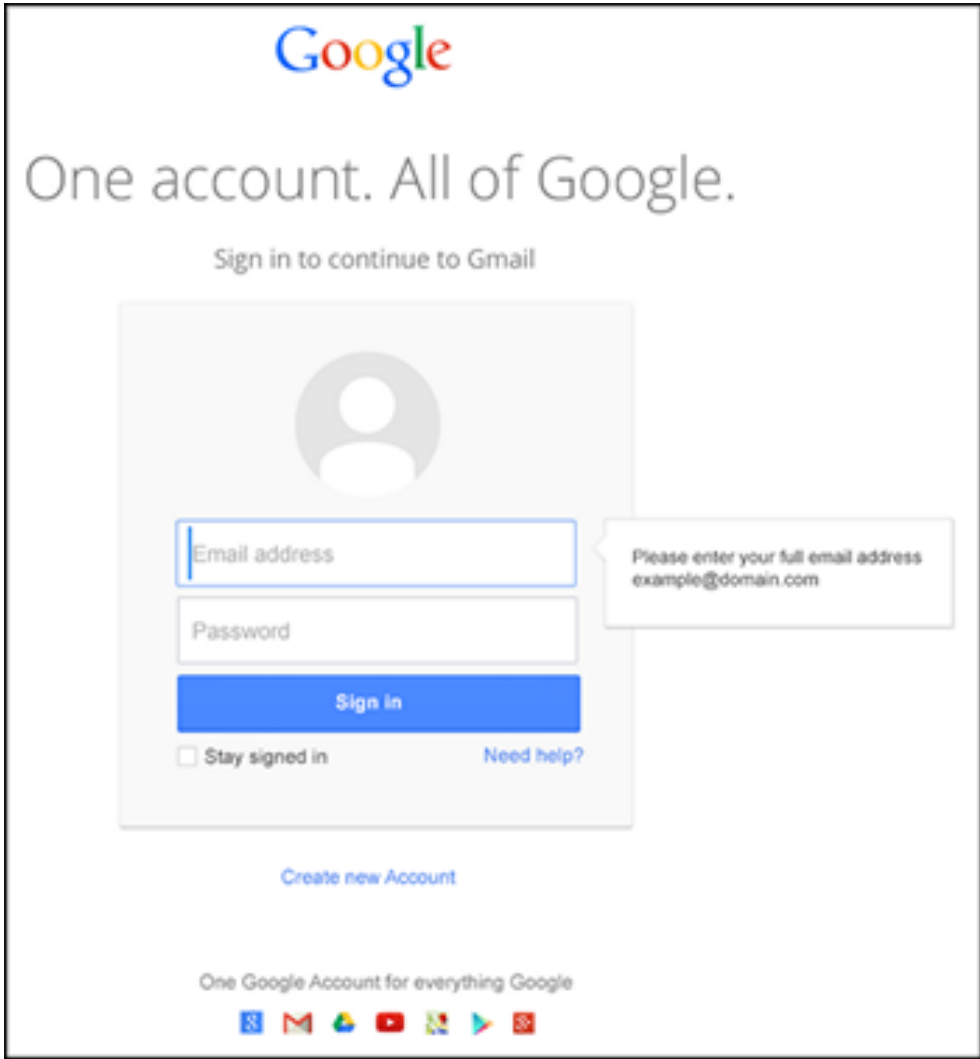 Google
One account. All of Google.
Sign in to continue to Gmail
Email address
Please enter your full email address
example@domain.com
Password
Sign in
Stay signed in
Need help?
Create new Account
One Google Account for everything Google